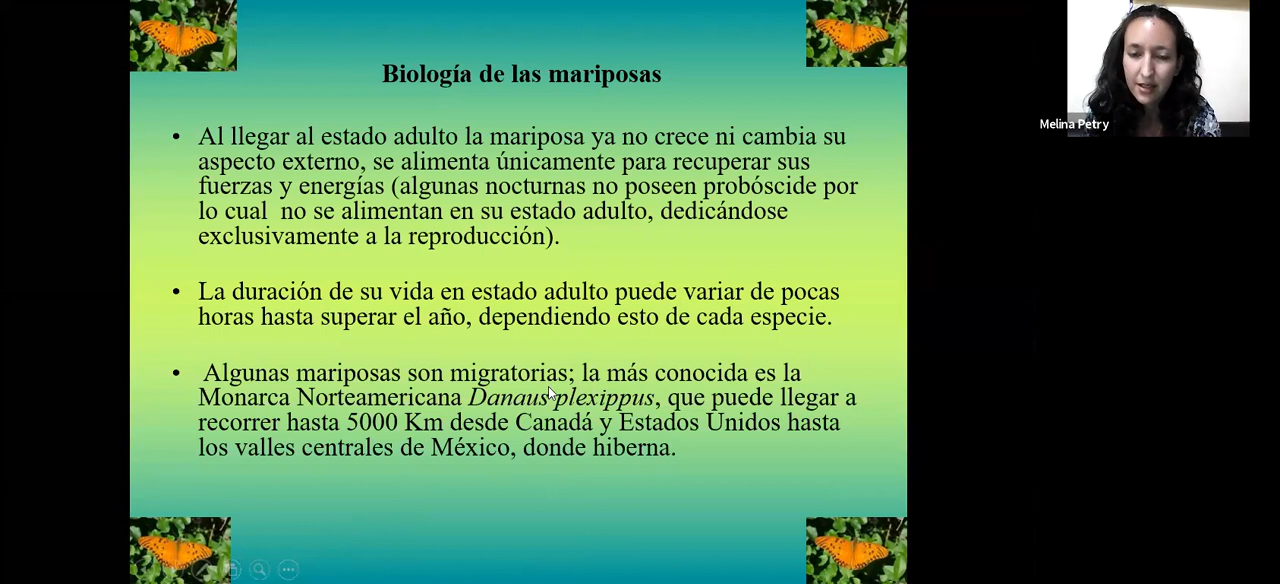 Biología de las mariposas
• Al llegar al estado adulto la mariposa ya no crece ni cambia su
aspecto externo, se alimenta únicamente para recuperar sus
fuerzas y energías (algunas nocturnas no poseen probóscide por
lo cual  no se alimentan en su estado adulto, dedicándose
exclusivamente a la reproducción).
• La duración de su vida en estado adulto puede variar de pocas
horas hasta superar el año, dependiendo esto de cada especie.
• Algunas mariposas son migratorias; la más conocida es la
Monarca Norteamericana Danaus plexippus, que puede llegar a
recorrer hasta 5000 Km desde Canadá y Estados Unidos hasta
los valles centrales de México, donde hiberna.
Melina Petry